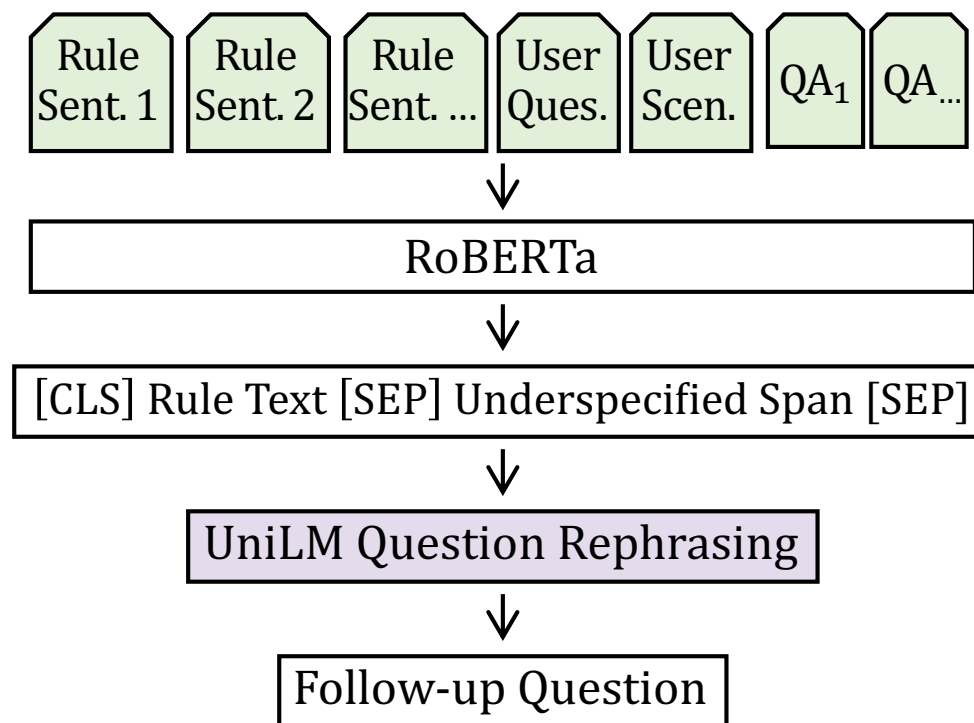 Rule Sent. 1
Rule Sent. 2
Rule Sent. ...
User Ques.
User Scen.
QA₁
QA...
RoBERTa
[CLS] Rule Text [SEP] Underspecified Span [SEP]
UniLM Question Rephrasing
Follow-up Question